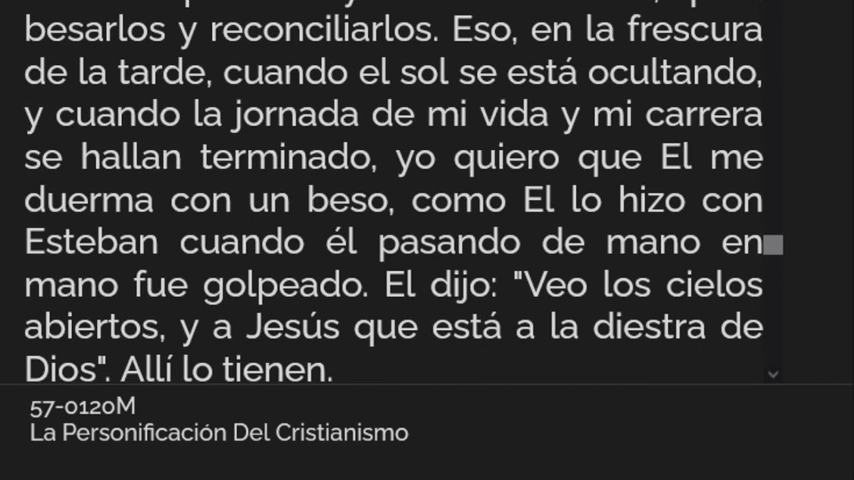 besarlos y reconciliarlos. Eso, en la frescura
de la tarde, cuando el sol se está ocultando,
y cuando la jornada de mi vida y mi carrera
se hallan terminado, yo quiero que El me
duerma con un beso, como El lo hizo con
Esteban cuando él pasando de mano en
mano fue golpeado. El dijo: "Veo los cielos
abiertos, y a Jesús que está a la diestra de
Dios". Allí lo tienen.
57-0120M
La Personificación Del Cristianismo